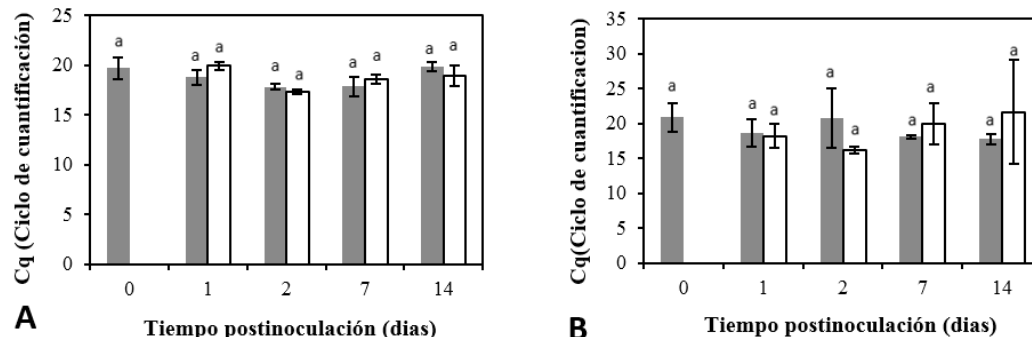 Cq (Ciclo de cuantificación)
25
20
15
10
5
0
a
a
a
a
a
a
a
a
a
0
1
2
7
14
A
Tiempo postinoculación (dias)
Cq(Ciclo de cuantificacion)
35
30
25
20
15
10
5
0
a
a
a
a
a
a
a
a
a
0
1
2
7
14
B
Tiempo postinoculación (dias)